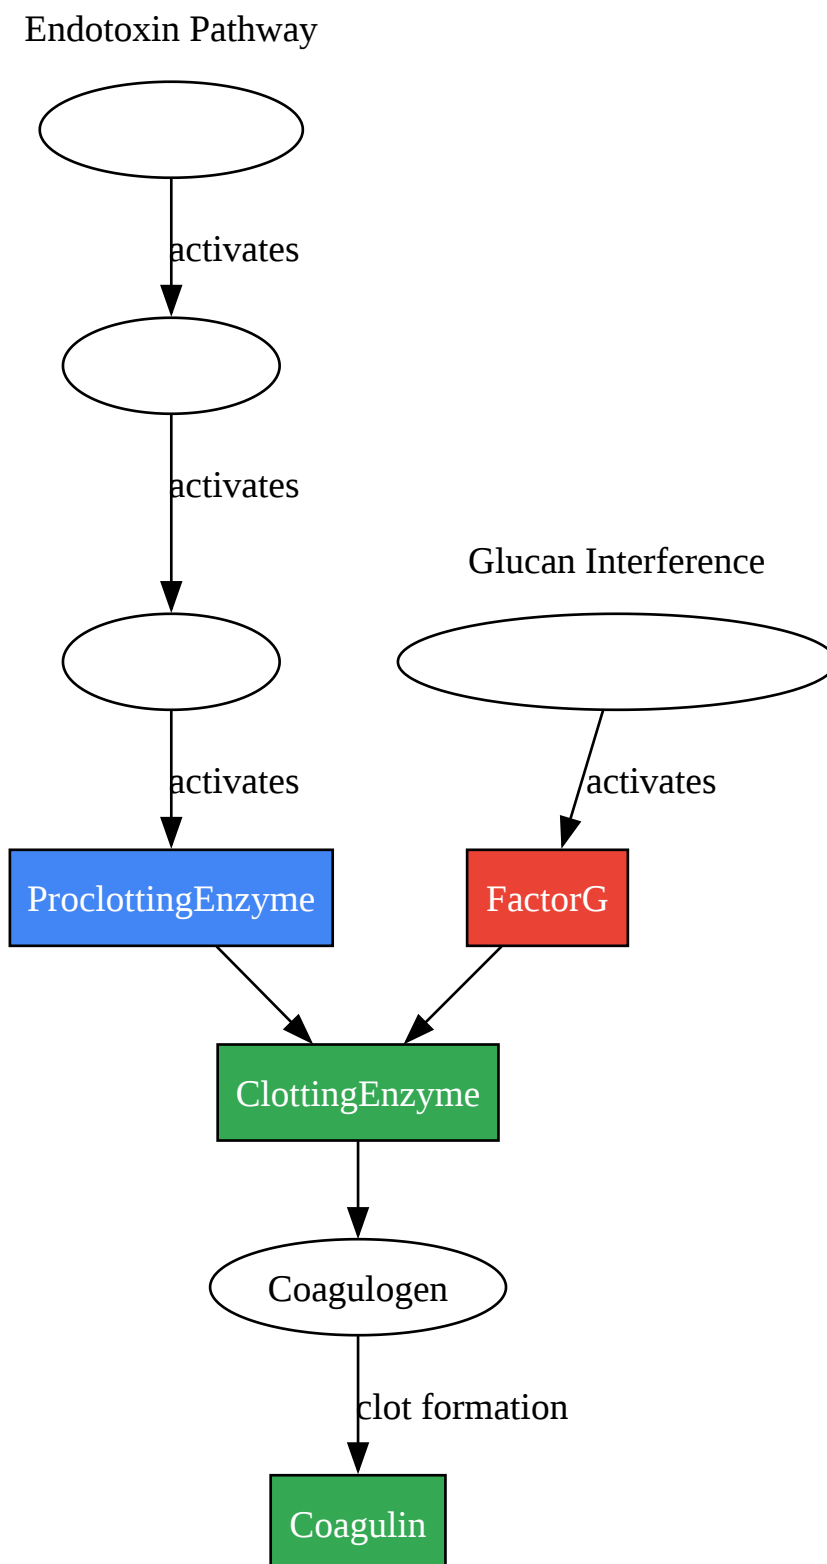 Endotoxin Pathway
activates
activates
Glucan Interference
activates
activates
ProclottingEnzyme
FactorG
ClottingEnzyme
Coagulogen
clot formation
Coagulin